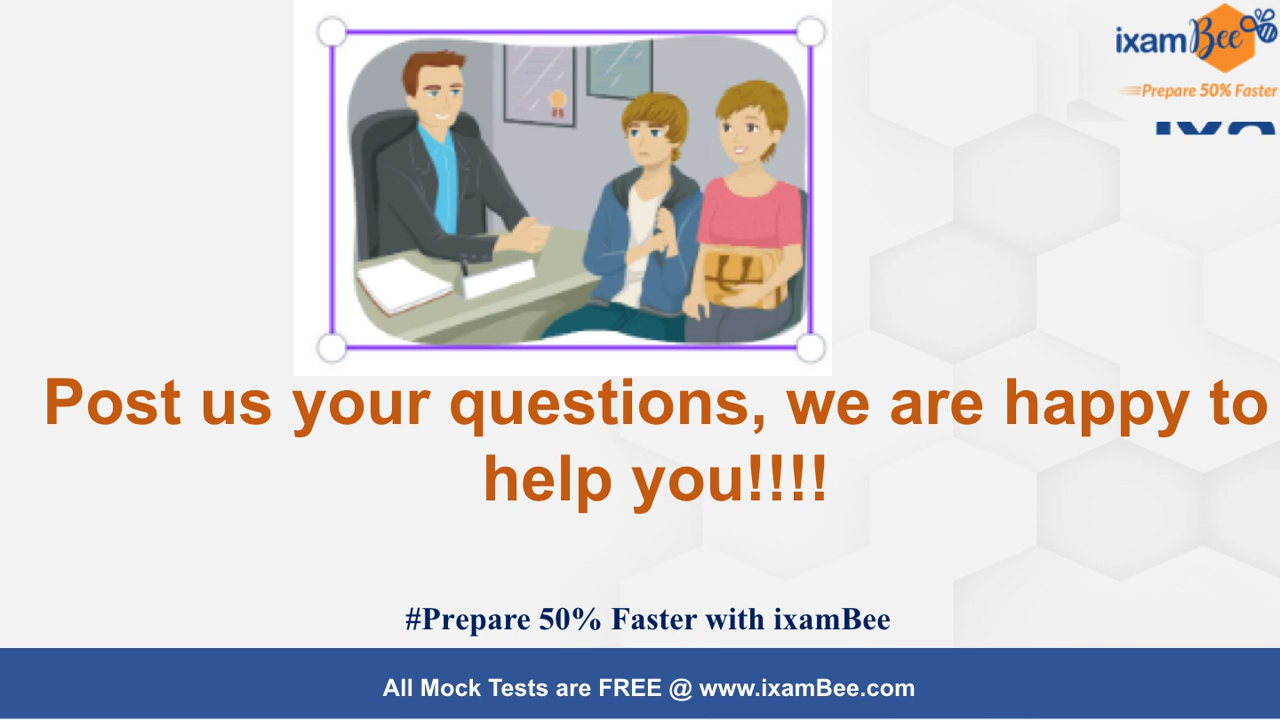 ixamBee
Prepare 50% Faster
Post us your questions, we are happy to
help you!!!!
#Prepare 50% Faster with ixamBee
All Mock Tests are FREE @ www.ixamBee.com